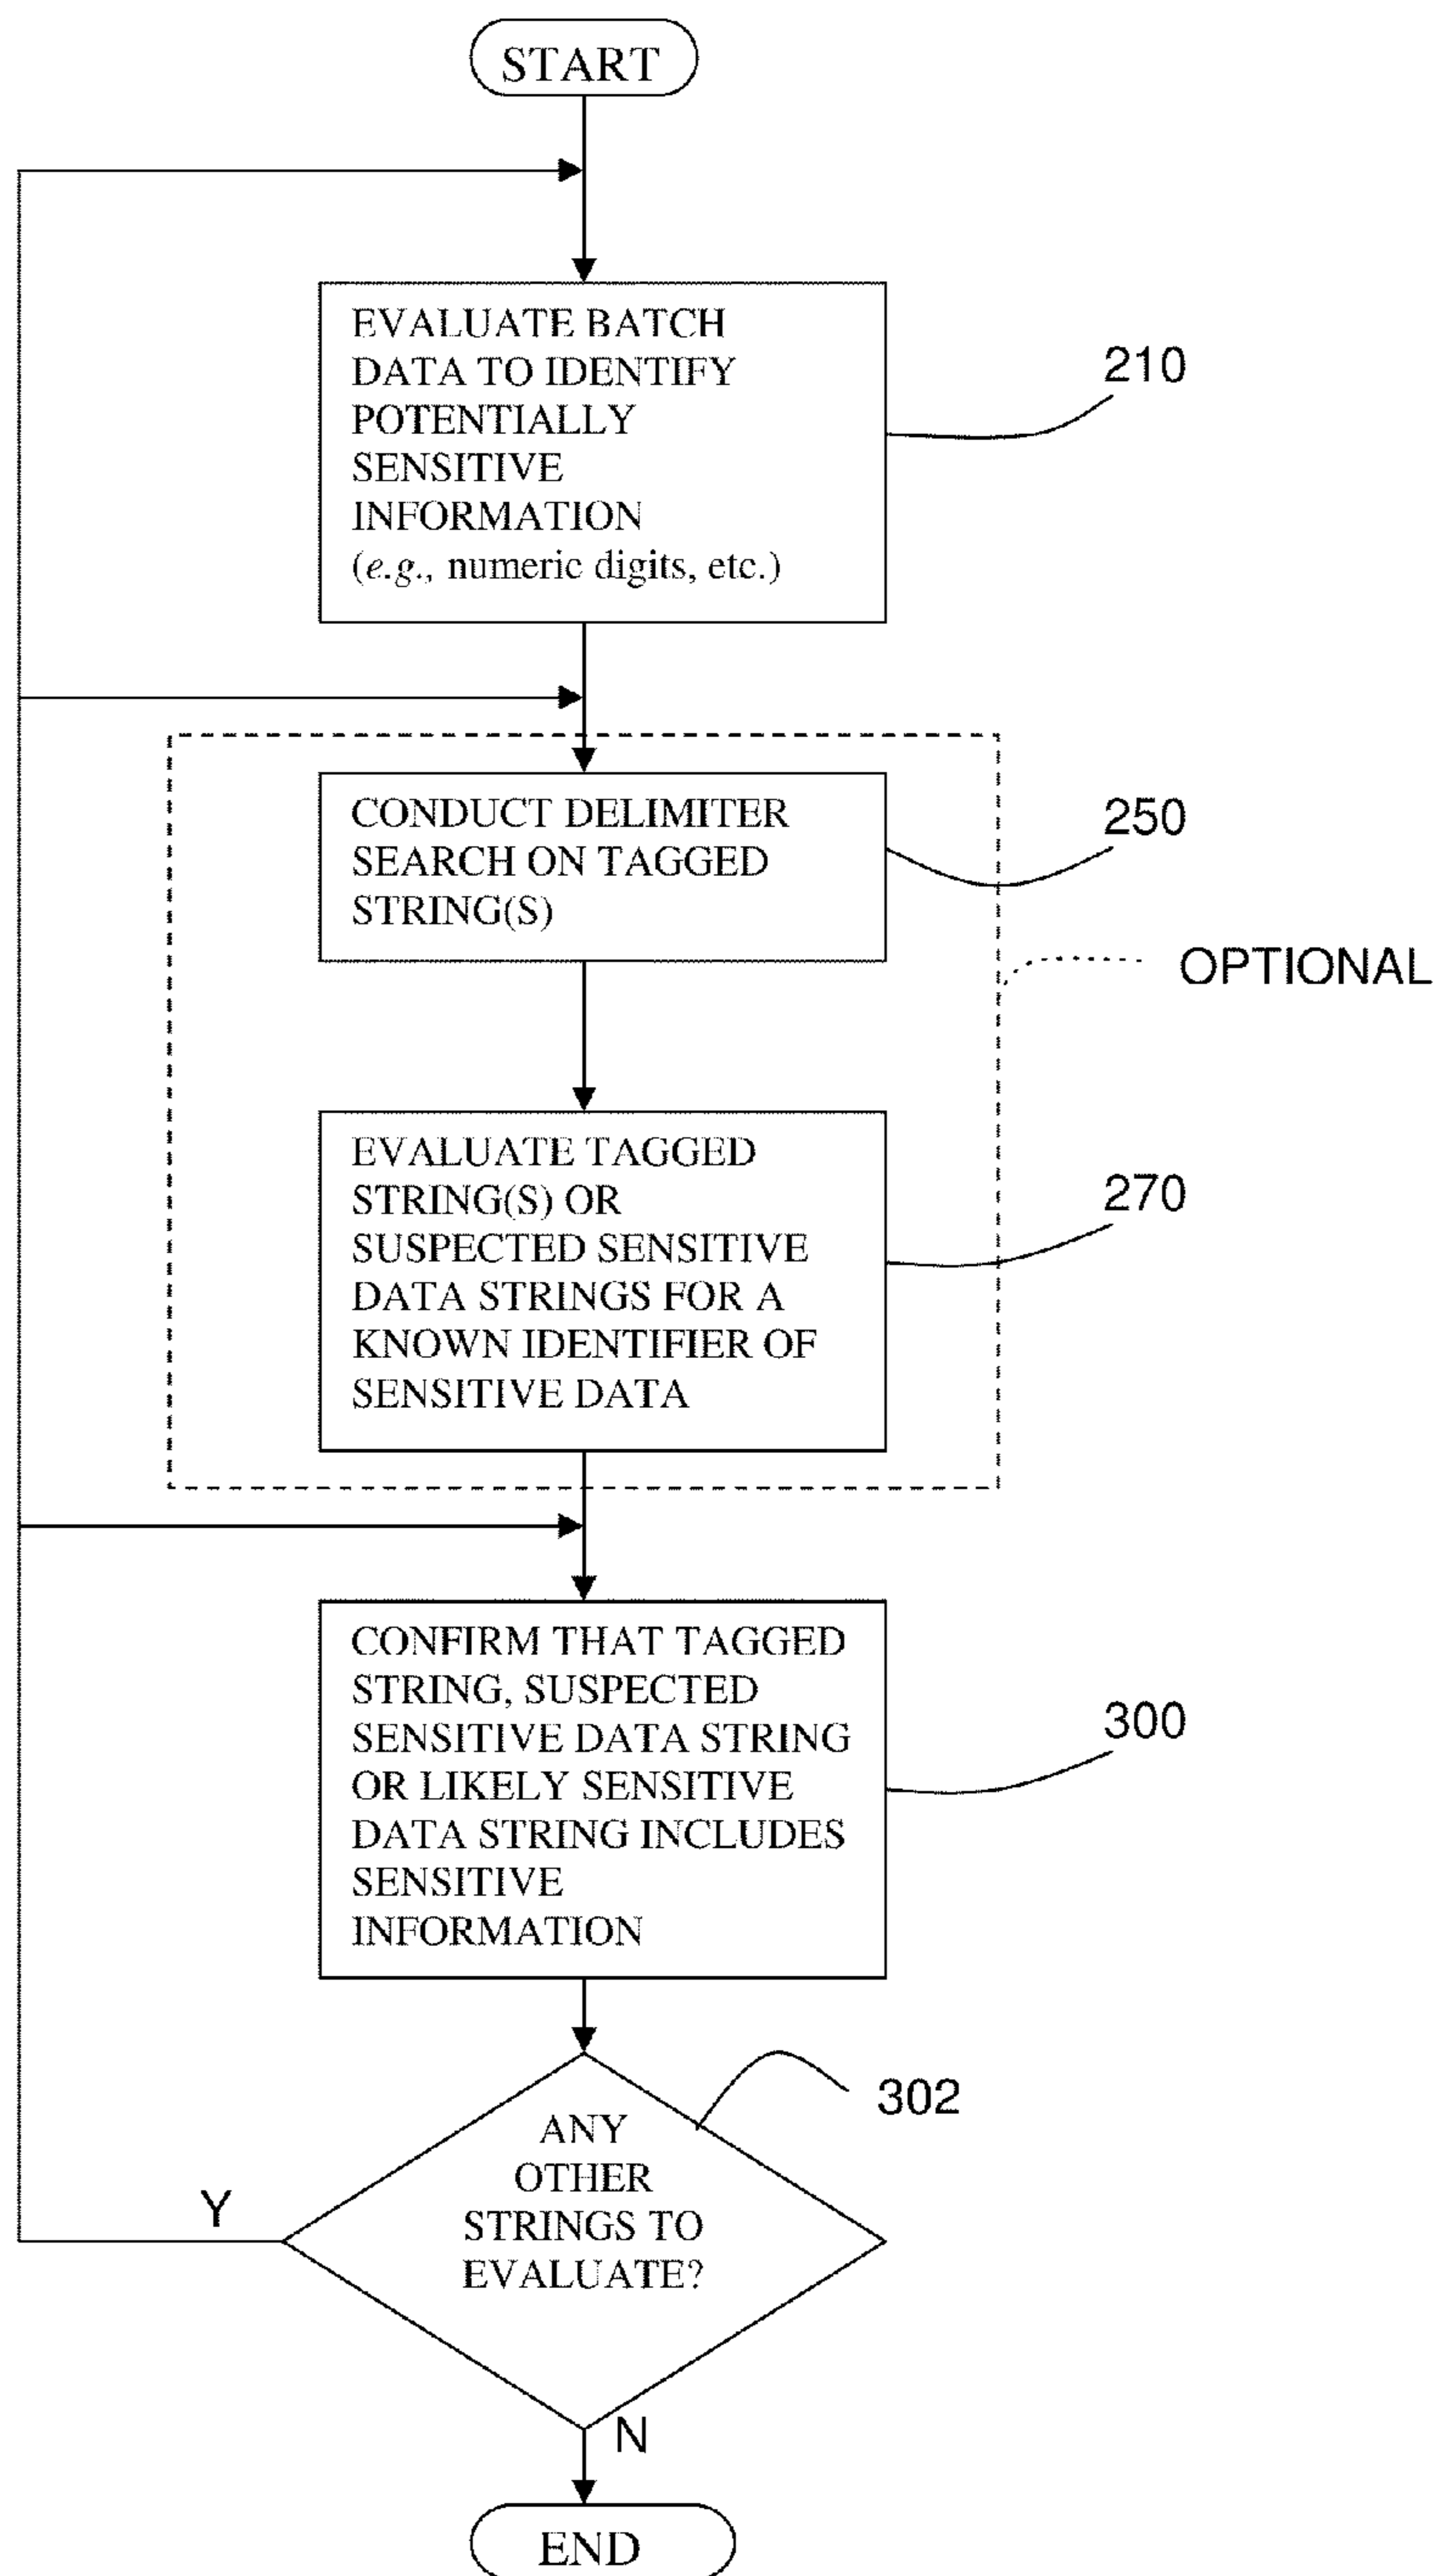 START
EVALUATE BATCH
DATA TO IDENTIFY
POTENTIALLY
SENSITIVE
INFORMATION
(e.g., numeric digits, etc.)
210
CONDUCT DELIMITER
SEARCH ON TAGGED
STRING(S)
250
OPTIONAL
EVALUATE TAGGED
STRING(S) OR
SUSPECTED SENSITIVE
DATA STRINGS FOR A
KNOWN IDENTIFIER OF
SENSITIVE DATA
270
CONFIRM THAT TAGGED
STRING, SUSPECTED
SENSITIVE DATA STRING
OR LIKELY SENSITIVE
DATA STRING INCLUDES
SENSITIVE
INFORMATION
300
302
ANY
OTHER
STRINGS TO
EVALUATE?
Y
N
END